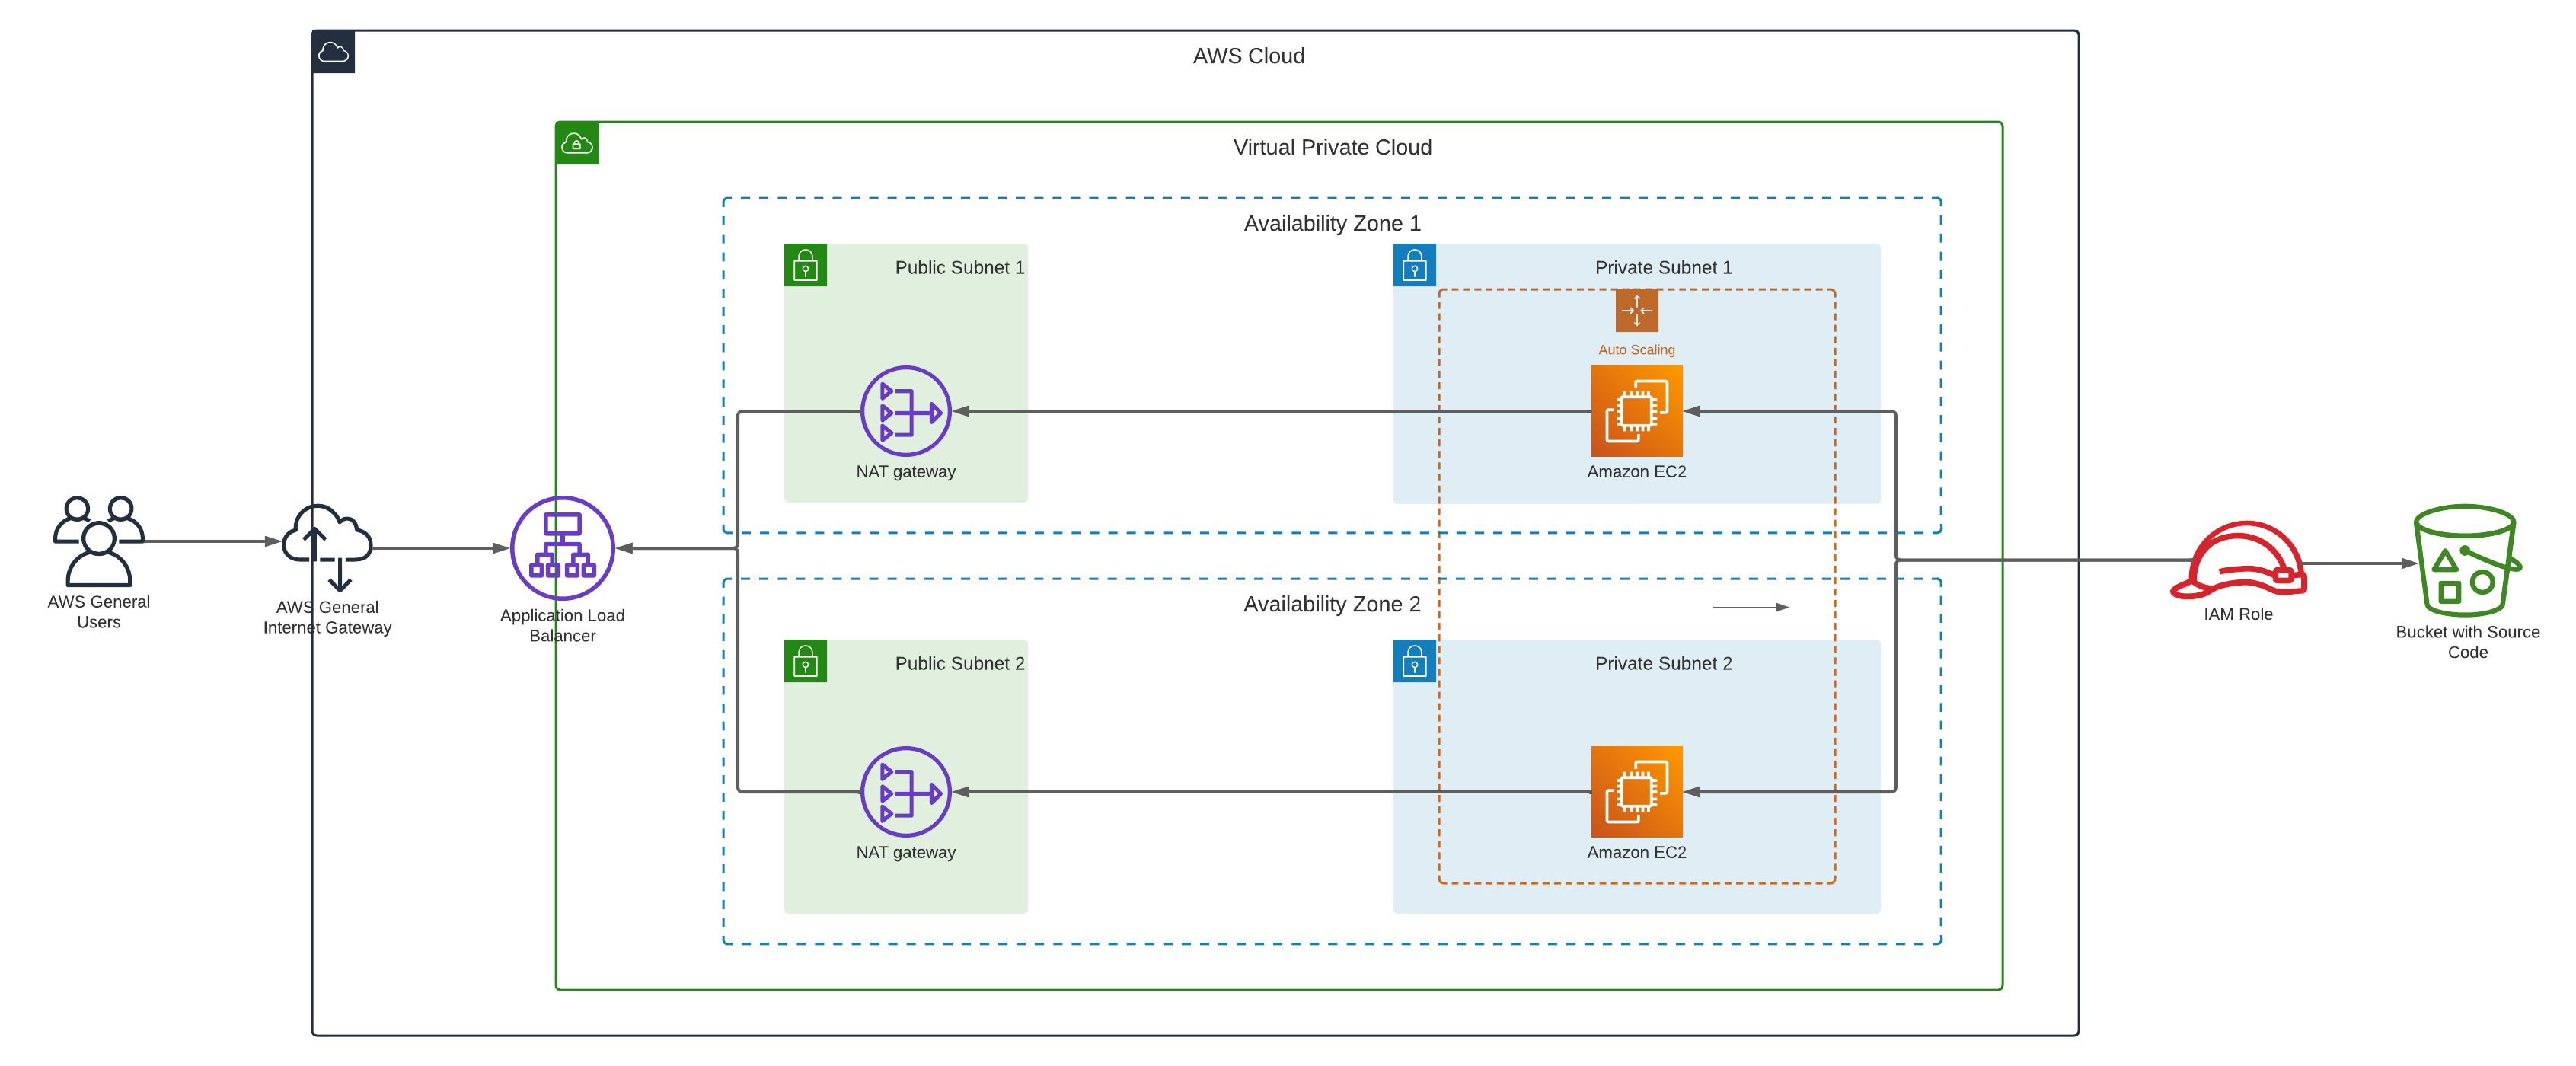 AWS Cloud
Virtual Private Cloud
Availability Zone 1
Public Subnet 1
Private Subnet 1
Auto Scaling
NAT gateway
Amazon EC2
AWS General
Users
AWS General
Internet Gateway
Application Load
Balancer
Availability Zone 2
IAM Role
Bucket with Source
Code
Public Subnet 2
Private Subnet 2
NAT gateway
Amazon EC2